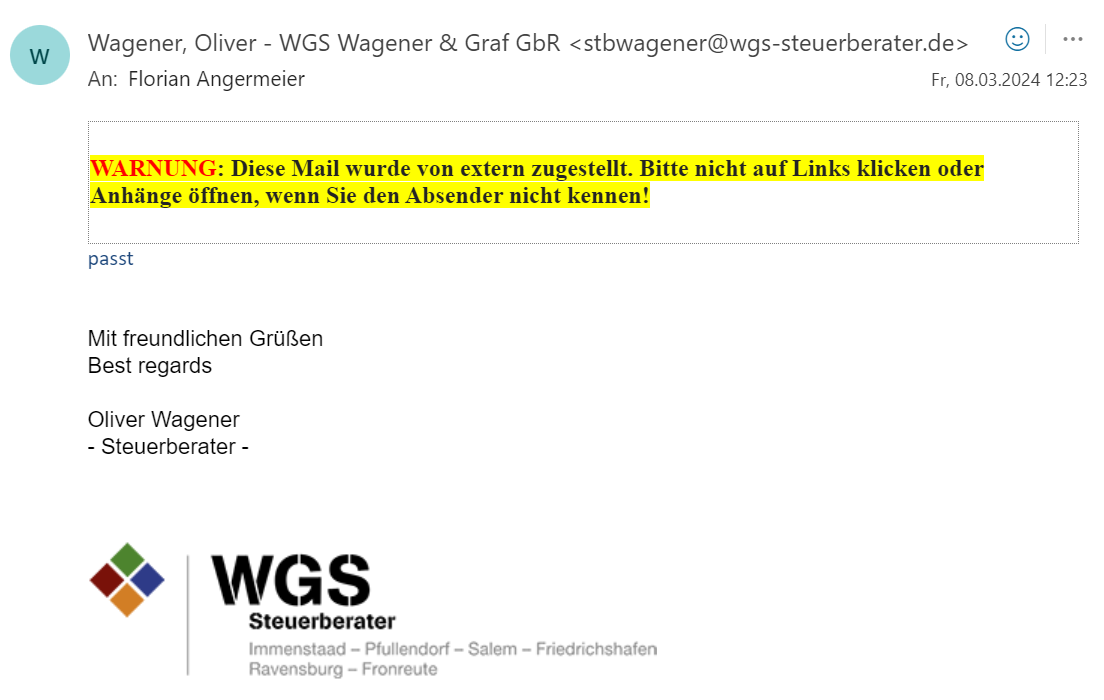 W
Wagener, Oliver - WGS Wagener & Graf GbR <stbwagener@wgs-steuerberater.de>
An: Florian Angermeier
Fr, 08.03.2024 12:23
WARNUNG: Diese Mail wurde von extern zugestellt. Bitte nicht auf Links klicken oder
Anhänge öffnen, wenn Sie den Absender nicht kennen!
passt
Mit freundlichen Grüßen
Best regards
Oliver Wagener
- Steuerberater -
WGS
Steuerberater
Immenstaad – Pfullendorf – Salem – Friedrichshafen
Ravensburg – Fronreute